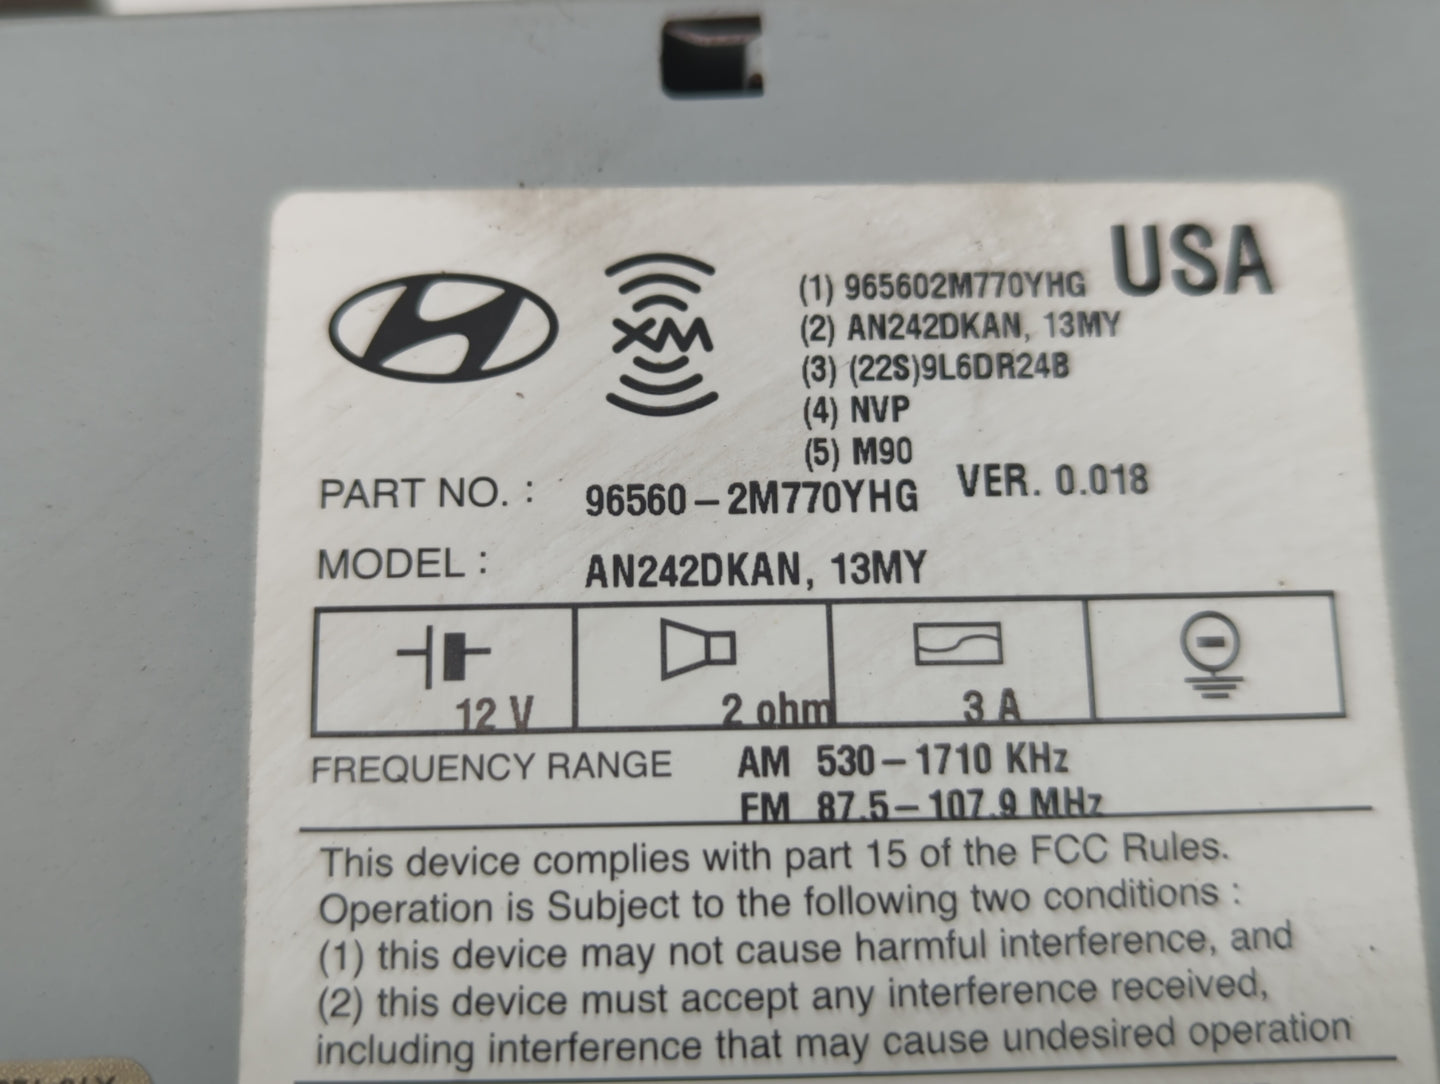 USA
XM
(1) 965602M770YHG
(2) AN242DKAN, 13MY
(3) (22S)9L6DR24B
(4) NVP
(5) M90
PART NO. : 96560-2M770YHG VER. 0.018
MODEL : AN242DKAN, 13MY
12 V 2 ohm 3 A
FREQUENCY RANGE AM 530-1710 KHz
FM 87.5-107.9 MHz
This device complies with part 15 of the FCC Rules.
Operation is Subject to the following two conditions :
(1) this device may not cause harmful interference, and
(2) this device must accept any interference received,
including interference that may cause undesired operation